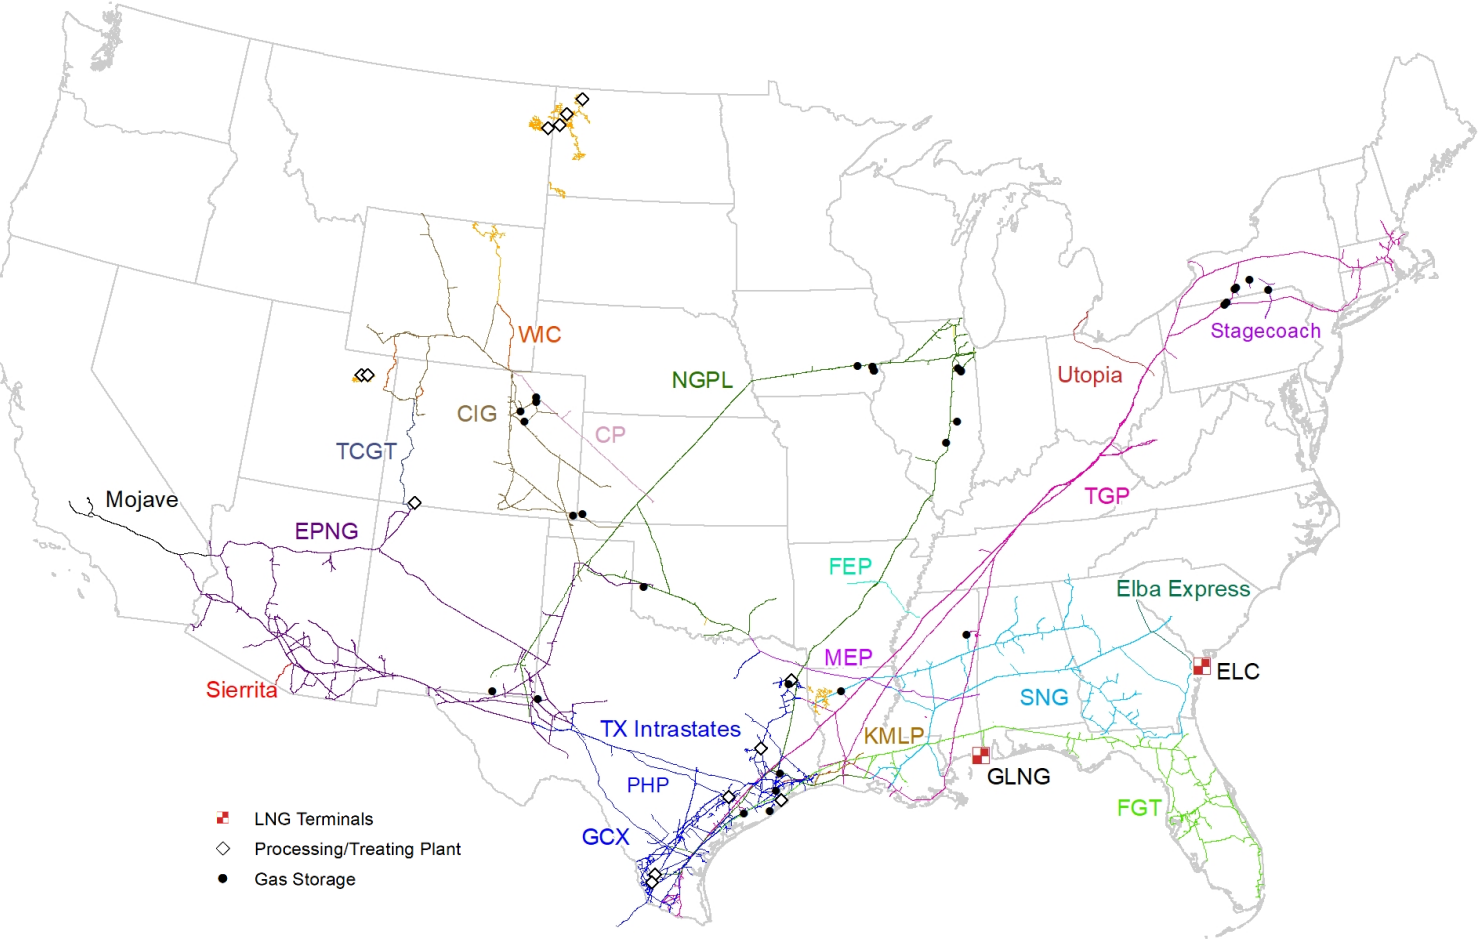 WIC
Stagecoach
NGPL
Utopia
CIG
CP
TCGT
Mojave
TGP
EPNG
FEP
Elba Express
MEP
ELC
Sierrita
SNG
TX Intrastates
KMLP
GLNG
PHP
FGT
GCX
LNG Terminals
Processing/Treating Plant
Gas Storage